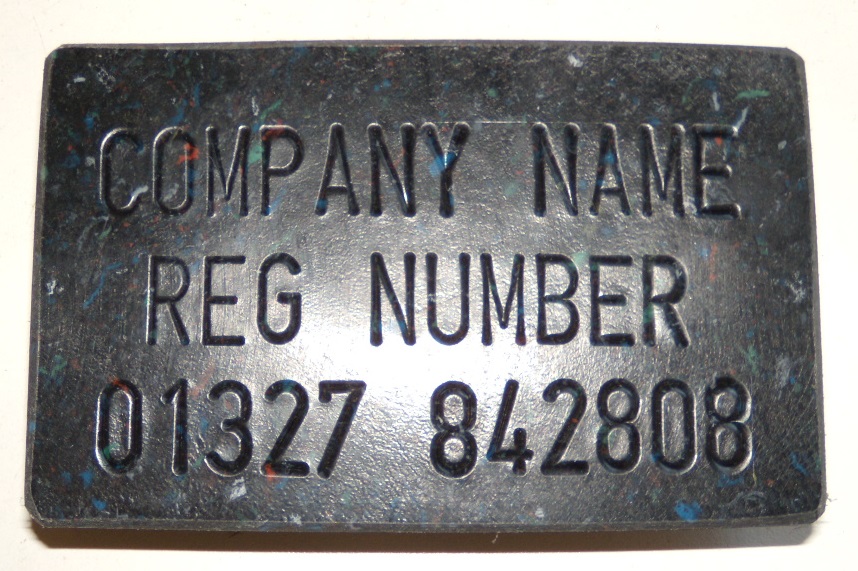 COMPANY NAME
REG NUMBER
01327 842808